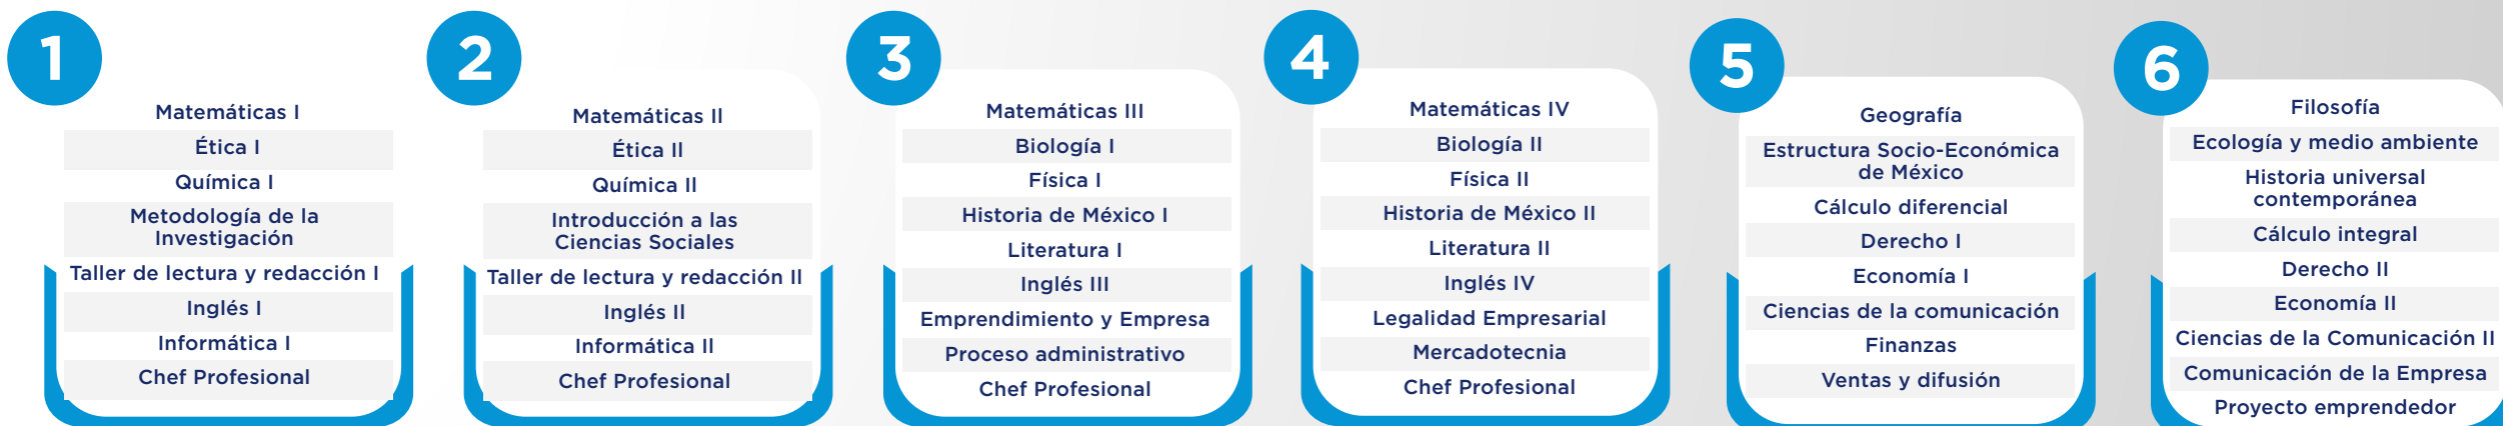 1
Matemáticas I
Ética I
Química I
Metodología de la
Investigación
Taller de lectura y redacción I
Inglés I
Informática I
Chef Profesional
2
Matemáticas II
Ética II
Química II
Introducción a las
Ciencias Sociales
Taller de lectura y redacción II
Inglés II
Informática II
Chef Profesional
3
Matemáticas III
Biología I
Física I
Historia de México I
Literatura I
Inglés III
Emprendimiento y Empresa
Proceso administrativo
Chef Profesional
4
Matemáticas IV
Biología II
Física II
Historia de México II
Literatura II
Inglés IV
Legalidad Empresarial
Mercadotecnia
Chef Profesional
5
Geografía
Estructura Socio-Económica
de México
Cálculo diferencial
Derecho I
Economía I
Ciencias de la comunicación
Finanzas
Ventas y difusión
6
Filosofía
Ecología y medio ambiente
Historia universal
contemporánea
Cálculo integral
Derecho II
Economía II
Ciencias de la Comunicación II
Comunicación de la Empresa
Proyecto emprendedor